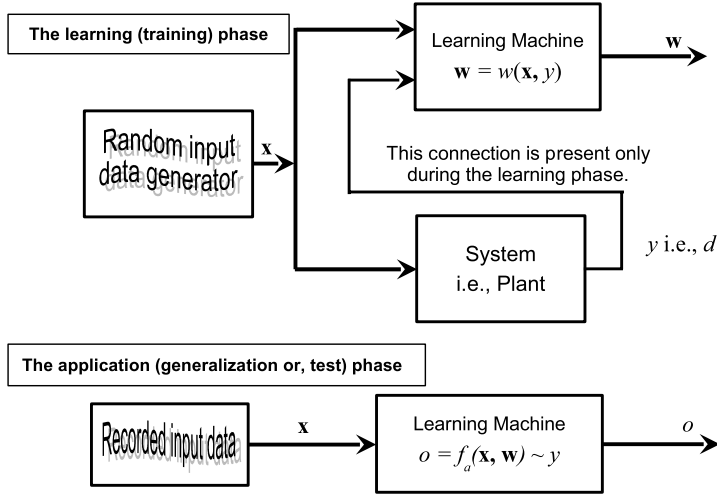 The learning (training) phase
Learning Machine
w = w(x, y)
w
Random input
data generator
x
This connection is present only
during the learning phase.
System
i.e., Plant
y i.e., d
The application (generalization or, test) phase
Recorded input data
x
Learning Machine
o = fa(x, w) ~ y
o